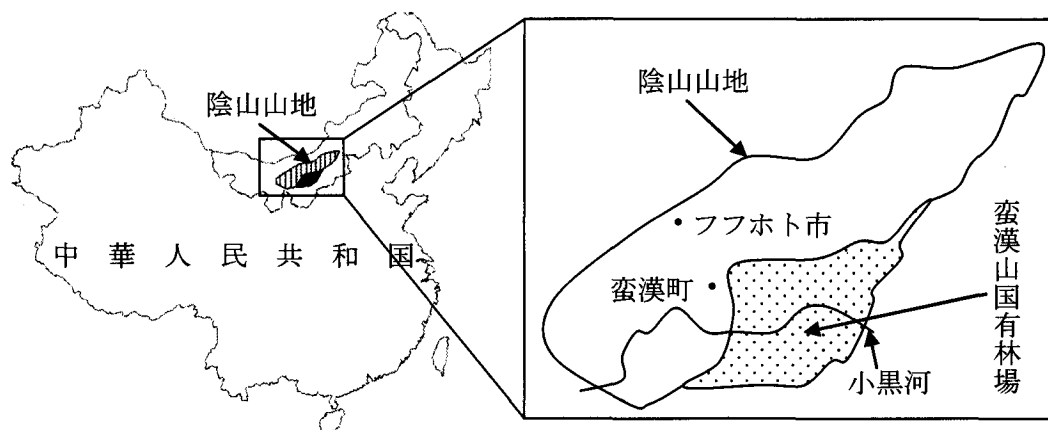 陰山山地
中華人民共和国
陰山山地
フフホト市
蛮漢町
蛮漢山国有林場
小黒河